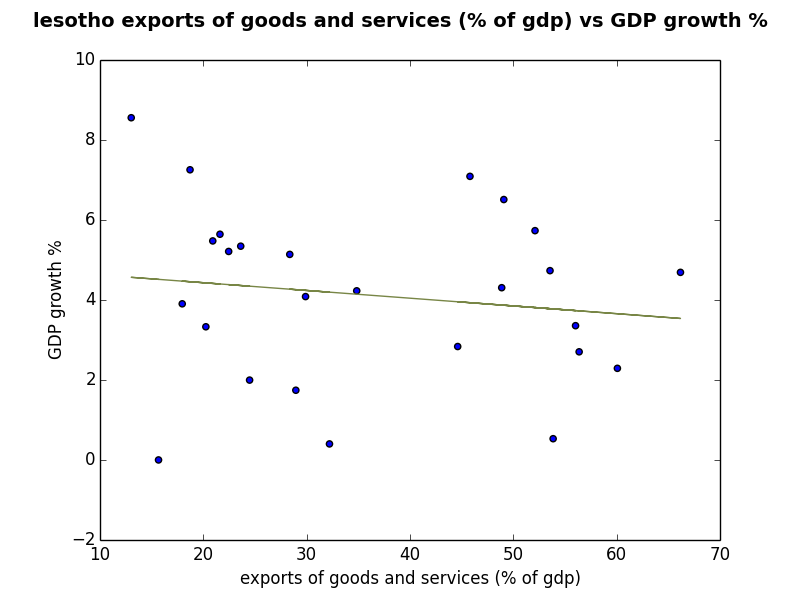 lesotho exports of goods and services (% of gdp) vs GDP growth %
10
8
6
4
2
0
−2
GDP growth %
10 20 30 40 50 60 70
exports of goods and services (% of gdp)